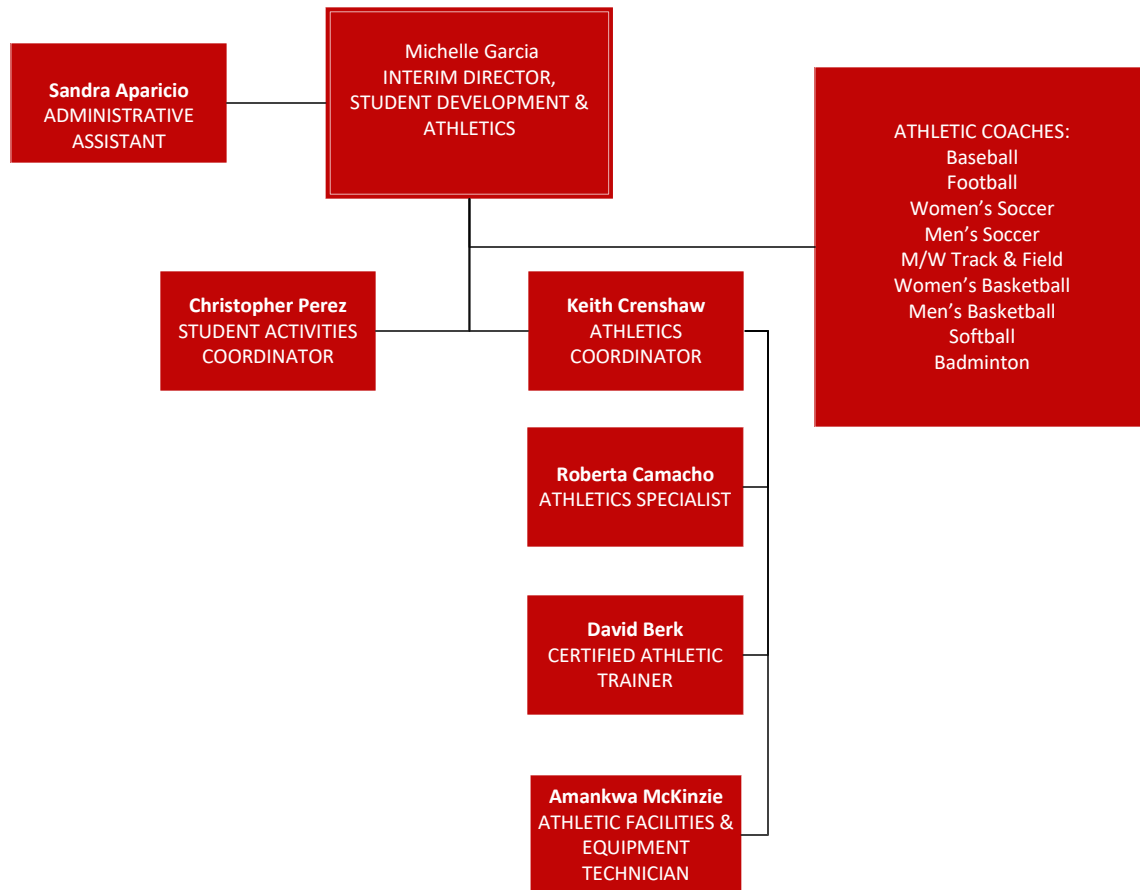 Michelle Garcia
INTERIM DIRECTOR,
STUDENT DEVELOPMENT &
ATHLETICS
Sandra Aparicio
ADMINISTRATIVE
ASSISTANT
ATHLETIC COACHES:
Baseball
Football
Women’s Soccer
Men’s Soccer
M/W Track & Field
Women’s Basketball
Men’s Basketball
Softball
Badminton
Christopher Perez
STUDENT ACTIVITIES
COORDINATOR
Keith Crenshaw
ATHLETICS
COORDINATOR
Roberta Camacho
ATHLETICS SPECIALIST
David Berk
CERTIFIED ATHLETIC
TRAINER
Amankwa McKinzie
ATHLETIC FACILITIES &
EQUIPMENT
TECHNICIAN